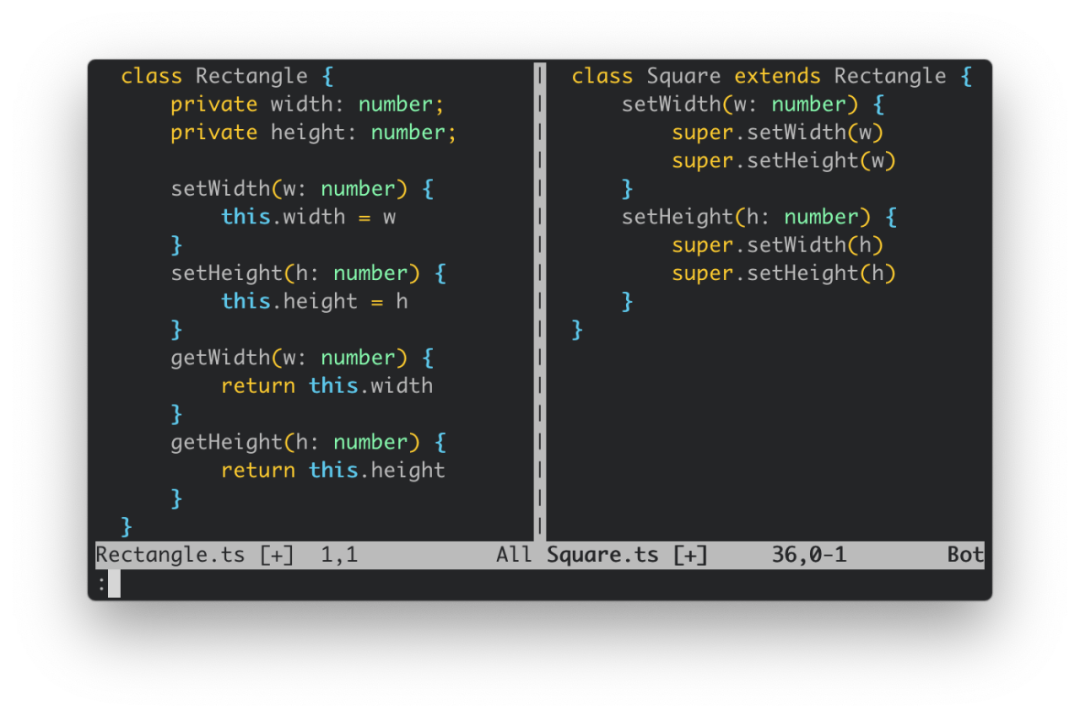 class Rectangle {
    private width: number;
    private height: number;

    setWidth(w: number) {
        this.width = w
    }
    setHeight(h: number) {
        this.height = h
    }
    getWidth(w: number) {
        return this.width
    }
    getHeight(h: number) {
        return this.height
    }
}
Rectangle.ts [+]  1,1           All
class Square extends Rectangle {
    setWidth(w: number) {
        super.setWidth(w)
        super.setHeight(w)
    }
    setHeight(h: number) {
        super.setWidth(h)
        super.setHeight(h)
    }
}
Square.ts [+]     36,0-1        Bot
: